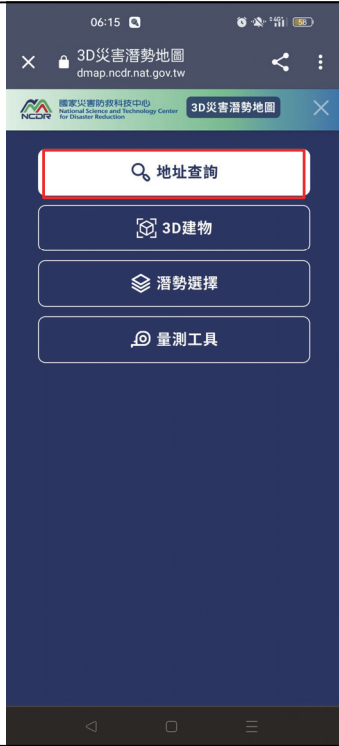 06:15
4G
58
3D災害潛勢地圖
dmap.ncdr.nat.gov.tw
NCDR
國家災害防救科技中心
National Science and Technology Center
for Disaster Reduction
3D災害潛勢地圖
地址查詢
3D建物
潛勢選擇
量測工具